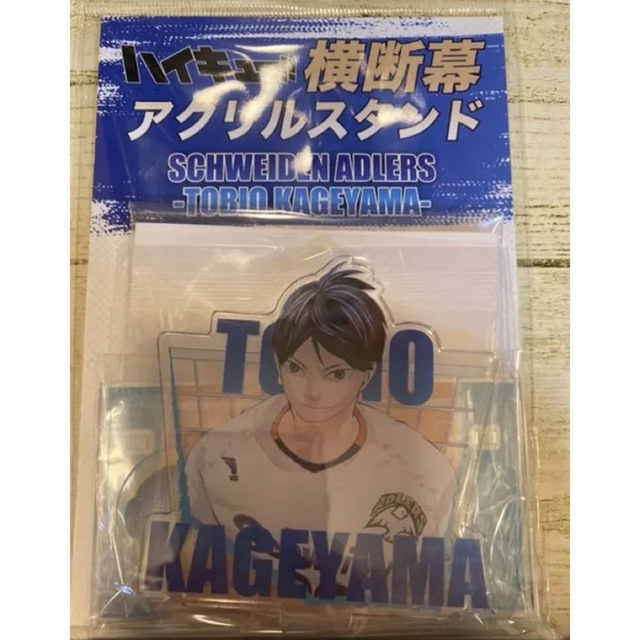 ハイキュー!! 横断幕
アクリルスタンド
SCHWEIDEN ADLERS
-TOBIO KAGEYAMA-
TOBIO
KAGEYAMA
ADLERS